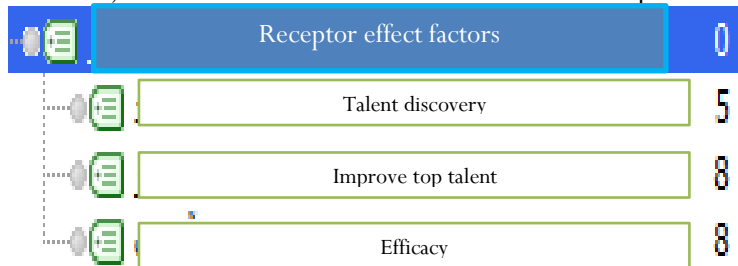 Receptor effect factors 0
Talent discovery 5
Improve top talent 8
Efficacy 8